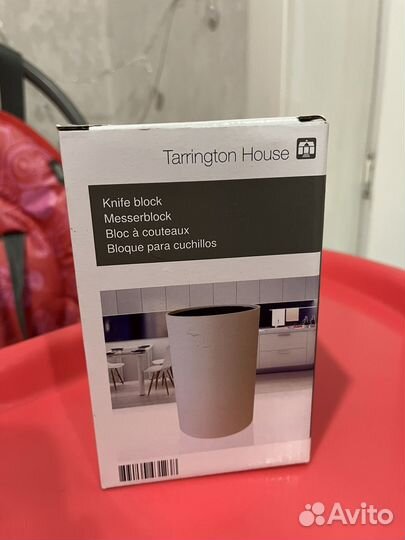 Tarrington House
Knife block
Messerblock
Bloc à couteaux
Bloque para cuchillos
Avito